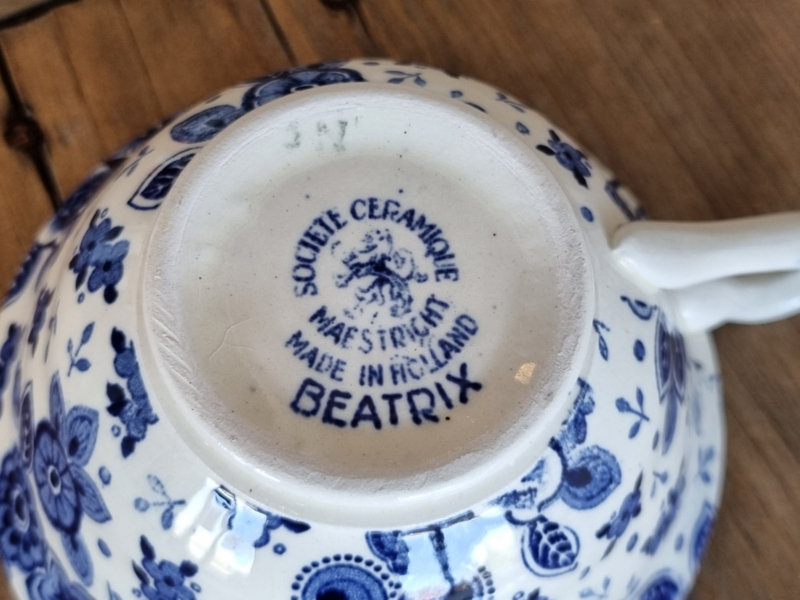 SOCIETE CERAMIQUE
MAESTRICHT
MADE IN HOLLAND
BEATRIX